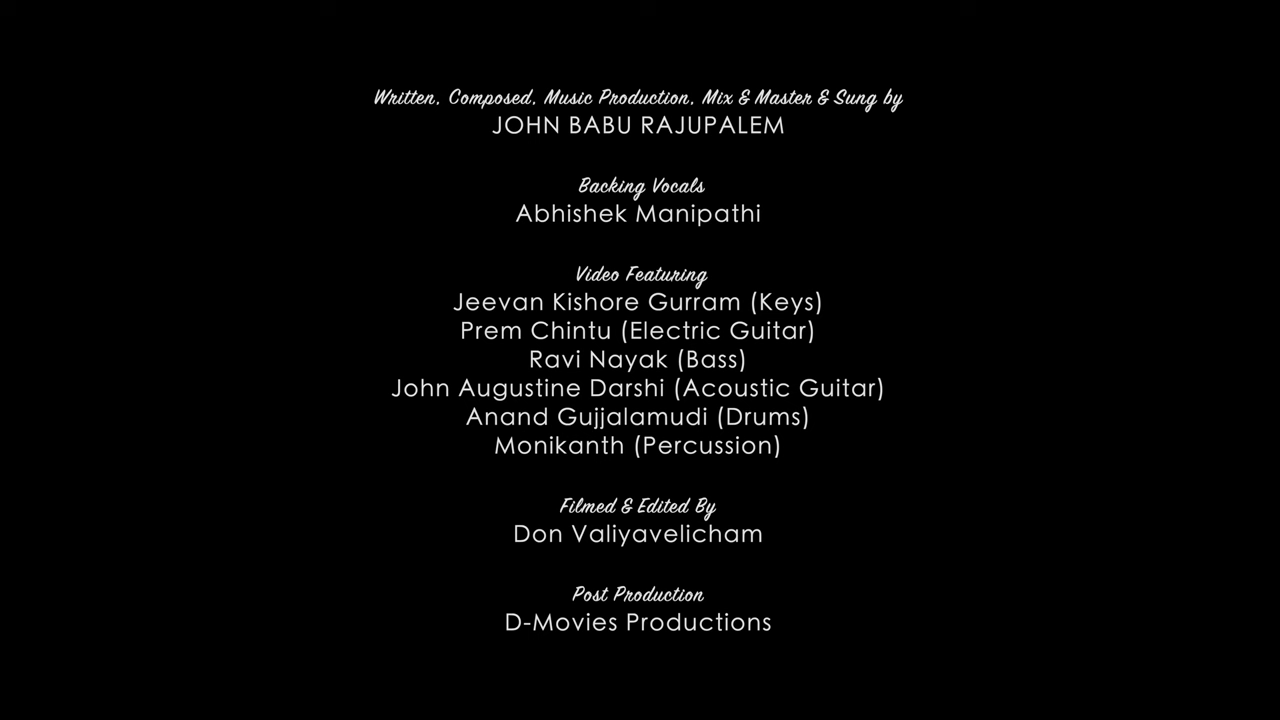 Written, Composed, Music Production, Mix & Master & Sung by
JOHN BABU RAJUPALEM
Backing Vocals
Abhishek Manipathi
Video Featuring
Jeevan Kishore Gurram (Keys)
Prem Chintu (Electric Guitar)
Ravi Nayak (Bass)
John Augustine Darshi (Acoustic Guitar)
Anand Gujjalamudi (Drums)
Monikanth (Percussion)
Filmed & Edited By
Don Valiyavelicham
Post Production
D-Movies Productions